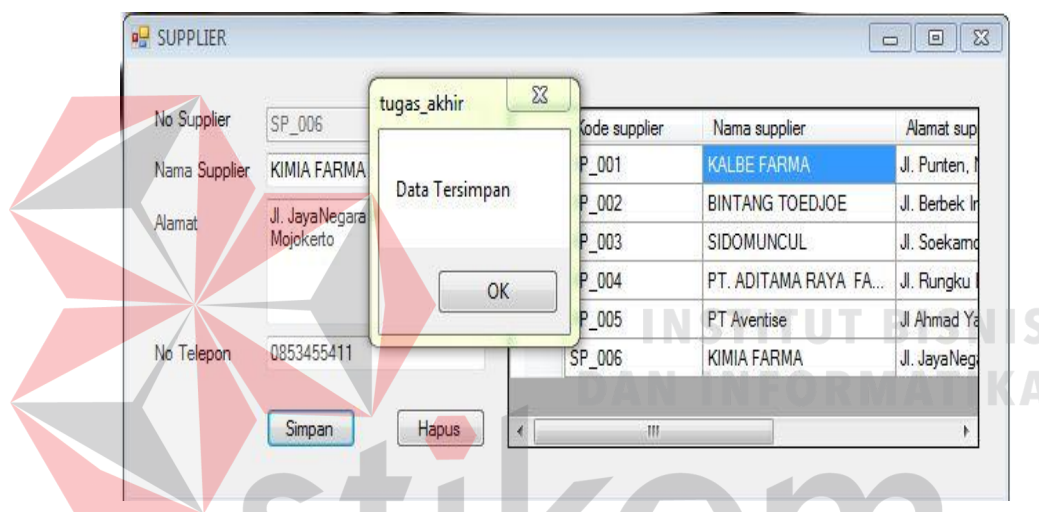 SUPPLIER
No Supplier
SP_006
Nama Supplier
KIMIA FARMA
Alamat
Jl. JayaNegara
Mojokerto
No Telepon
0853455411
Simpan
Hapus
tugas_akhir
Data Tersimpan
OK
Kode supplier Nama supplier Alamat sup
P_001 KALBE FARMA Jl. Punten,
P_002 BINTANG TOEDJOE Jl. Berbek
P_003 SIDOMUNCUL Jl. Soekarno
P_004 PT. ADITAMA RAYA FA... Jl. Rungku
P_005 PT Aventise Jl Ahmad Ya
SP_006 KIMIA FARMA Jl. JayaNega
INSTITUT BISNIS
DAN INFORMATIKA
stikom